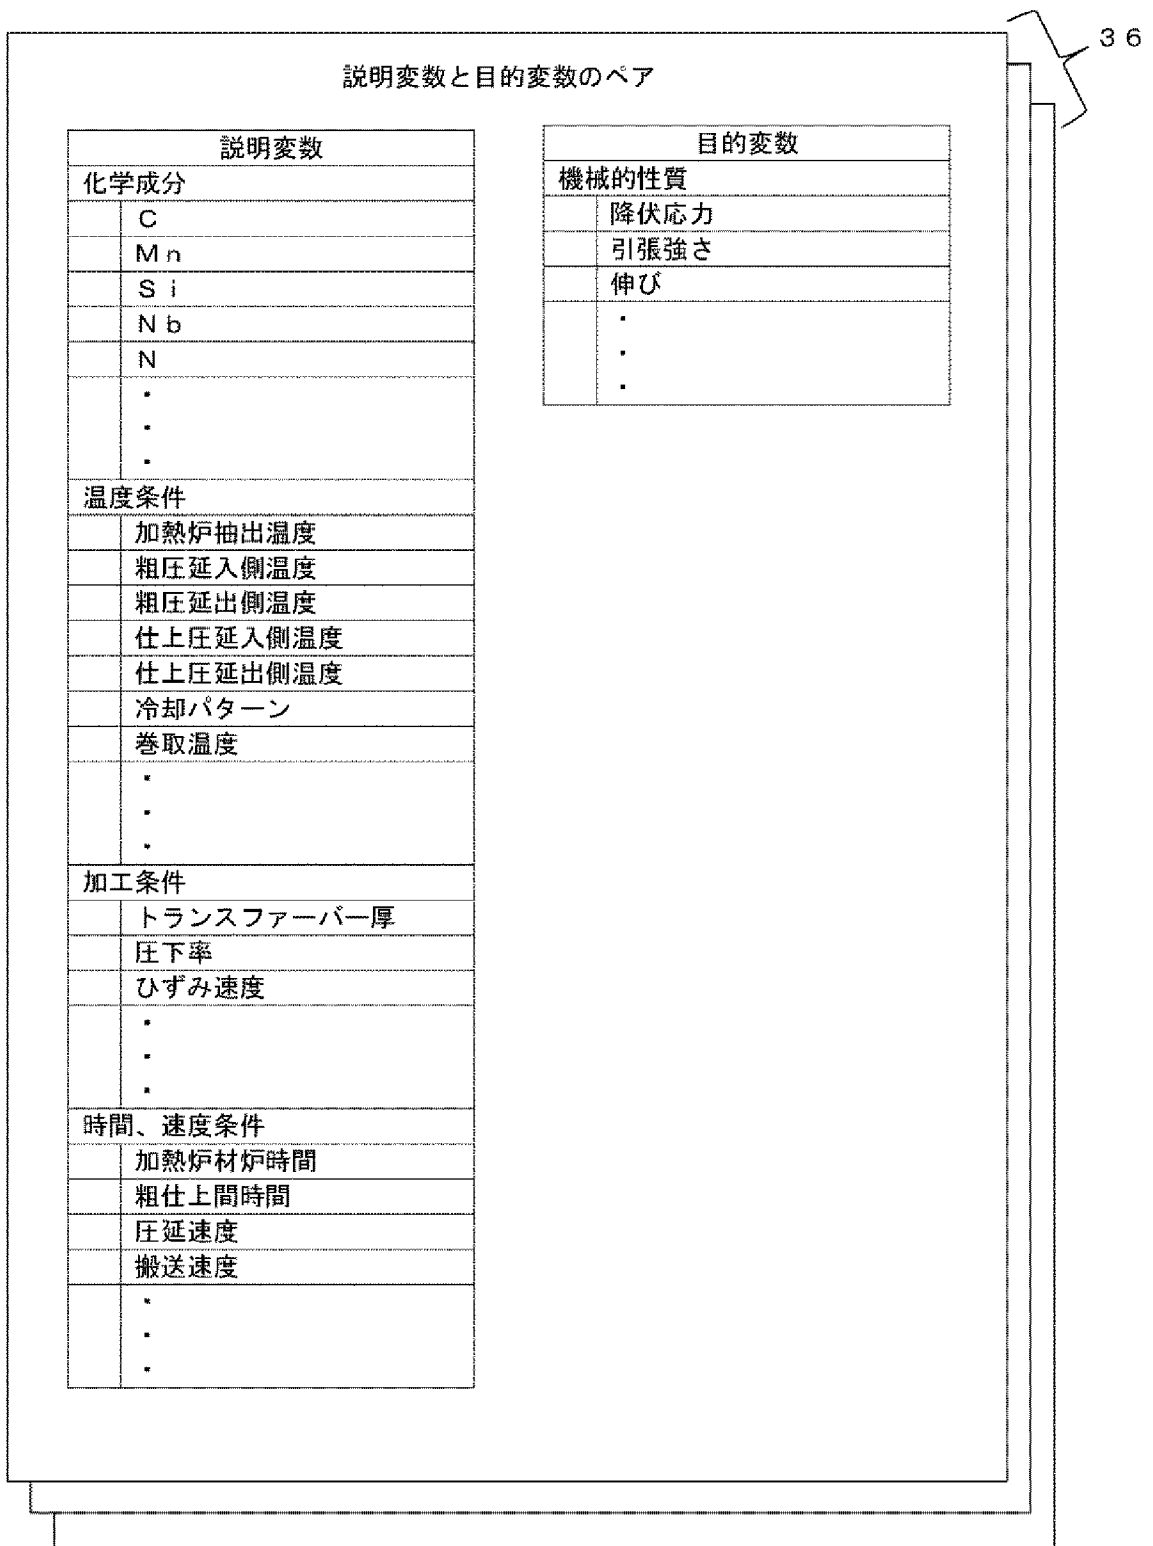 ３６
説明変数と目的変数のペア
説明変数
化学成分
Ｃ
Ｍｎ
Ｓｉ
Ｎｂ
Ｎ
・
・
・
温度条件
加熱炉抽出温度
粗圧延入側温度
粗圧延出側温度
仕上圧延入側温度
仕上圧延出側温度
冷却パターン
巻取温度
・
・
・
加工条件
トランスファーバー厚
圧下率
ひずみ速度
・
・
・
時間、速度条件
加熱炉材炉時間
粗仕上間時間
圧延速度
搬送速度
・
・
・
目的変数
機械的性質
降伏応力
引張強さ
伸び
・
・
・